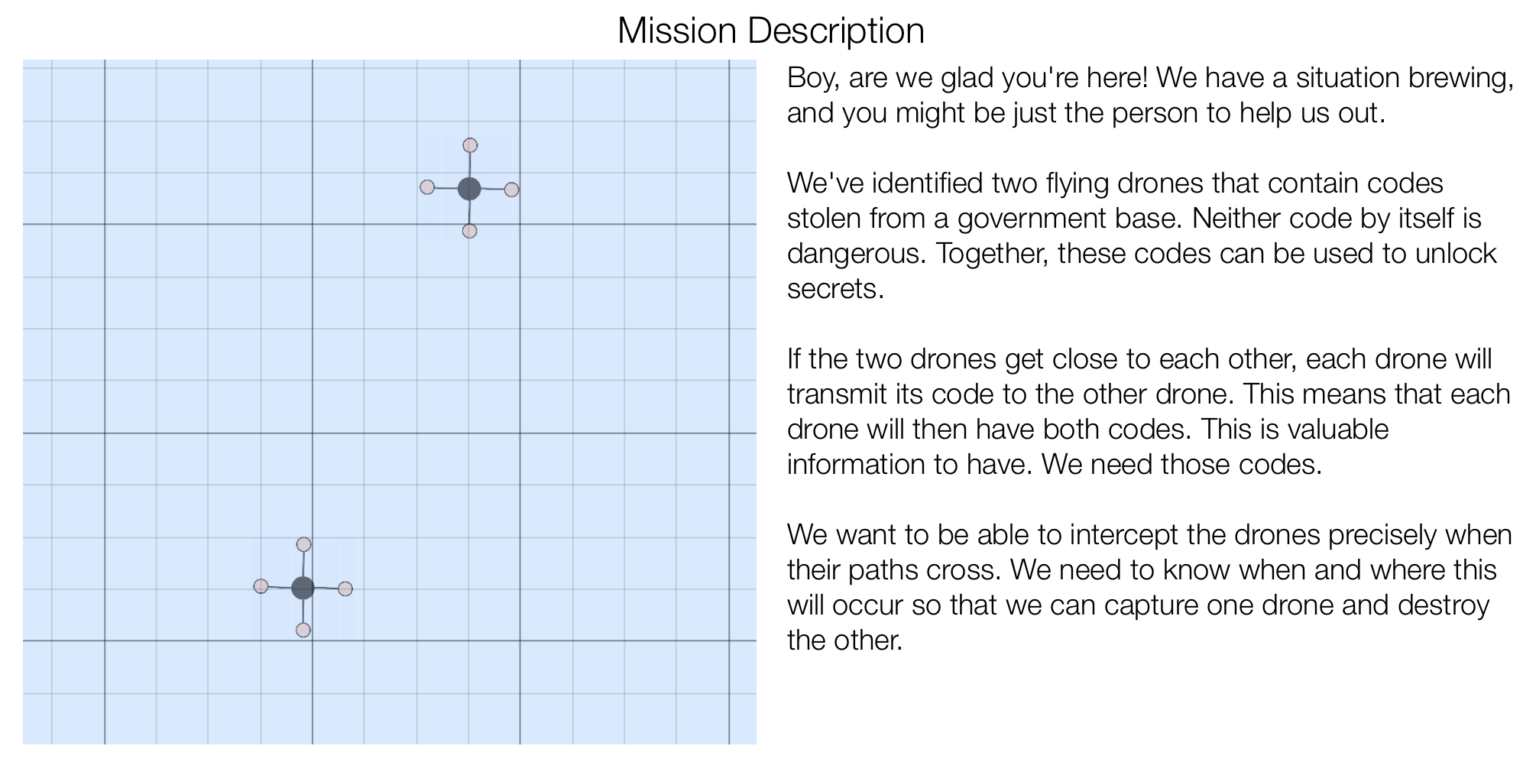 Mission Description
Boy, are we glad you're here! We have a situation brewing,
and you might be just the person to help us out.
We've identified two flying drones that contain codes
stolen from a government base. Neither code by itself is
dangerous. Together, these codes can be used to unlock
secrets.
If the two drones get close to each other, each drone will
transmit its code to the other drone. This means that each
drone will then have both codes. This is valuable
information to have. We need those codes.
We want to be able to intercept the drones precisely when
their paths cross. We need to know when and where this
will occur so that we can capture one drone and destroy
the other.